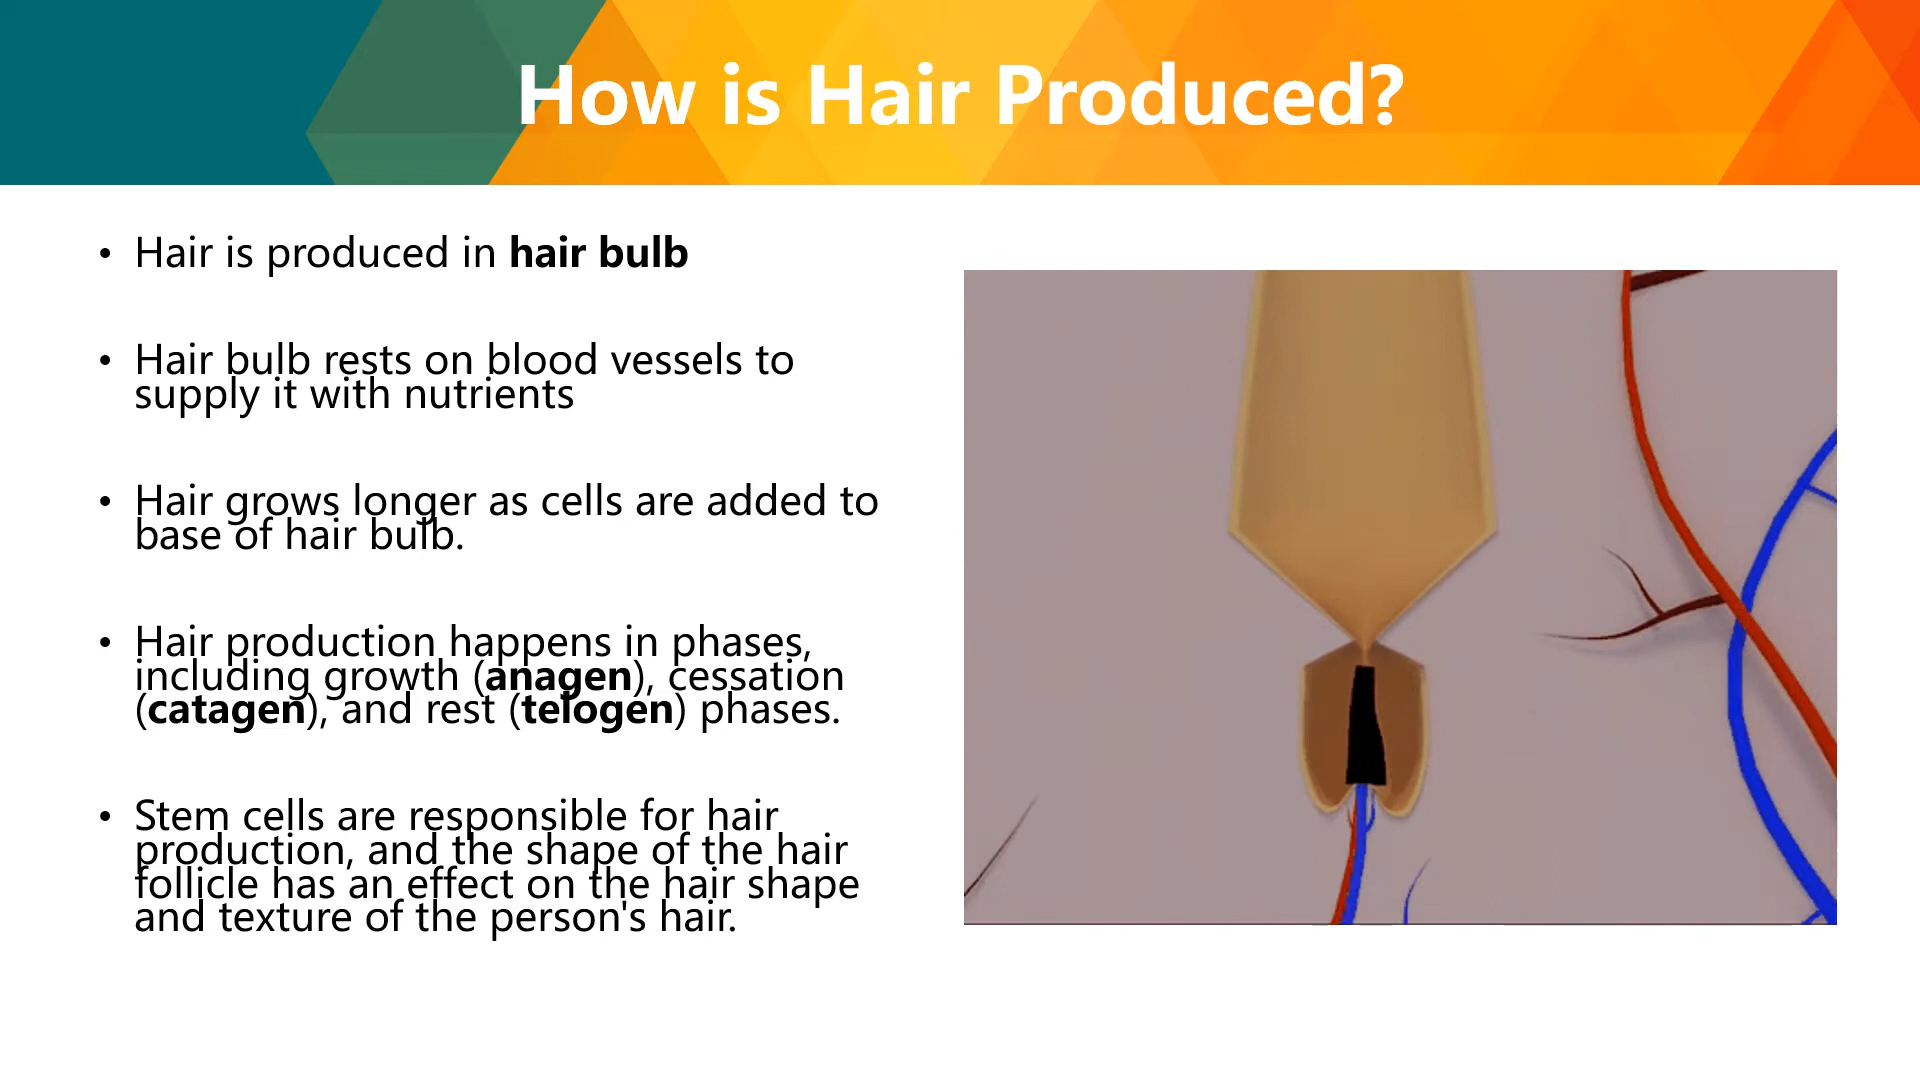 How is Hair Produced?
• Hair is produced in hair bulb
• Hair bulb rests on blood vessels to
supply it with nutrients
• Hair grows longer as cells are added to
base of hair bulb.
• Hair production happens in phases,
including growth (anagen), cessation
(catagen), and rest (telogen) phases.
• Stem cells are responsible for hair
production, and the shape of the hair
follicle has an effect on the hair shape
and texture of the person's hair.